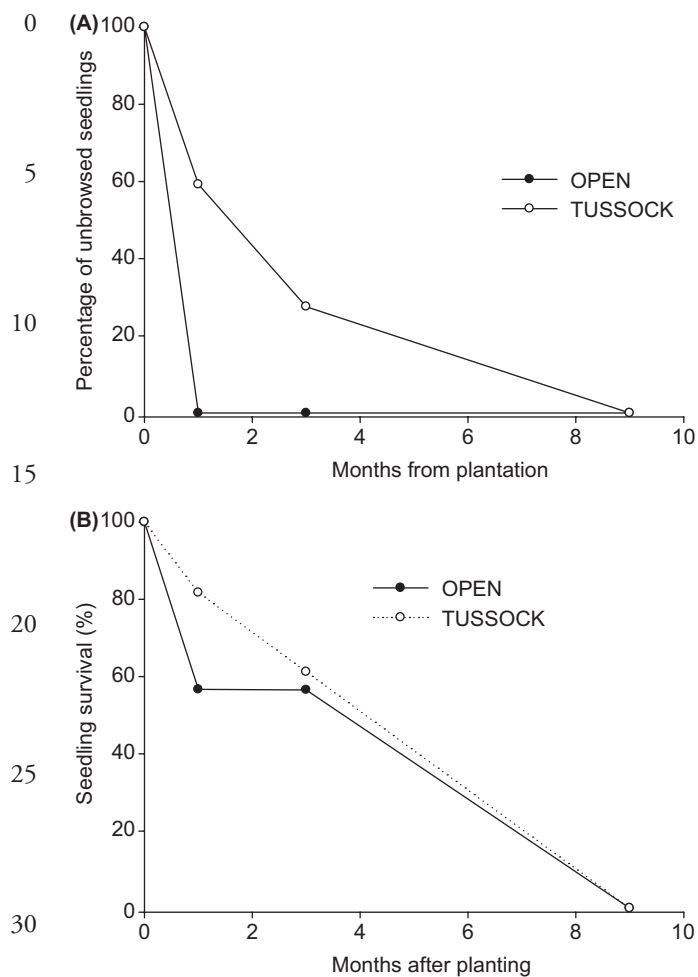 0
5
10
15
20
25
30
(A)
Percentage of unbrowsed seedlings
100
80
60
40
20
0
0 2 4 6 8 10
Months from plantation
OPEN
TUSSOCK
(B)
Seedling survival (%)
100
80
60
40
20
0
0 2 4 6 8 10
Months after planting
OPEN
TUSSOCK